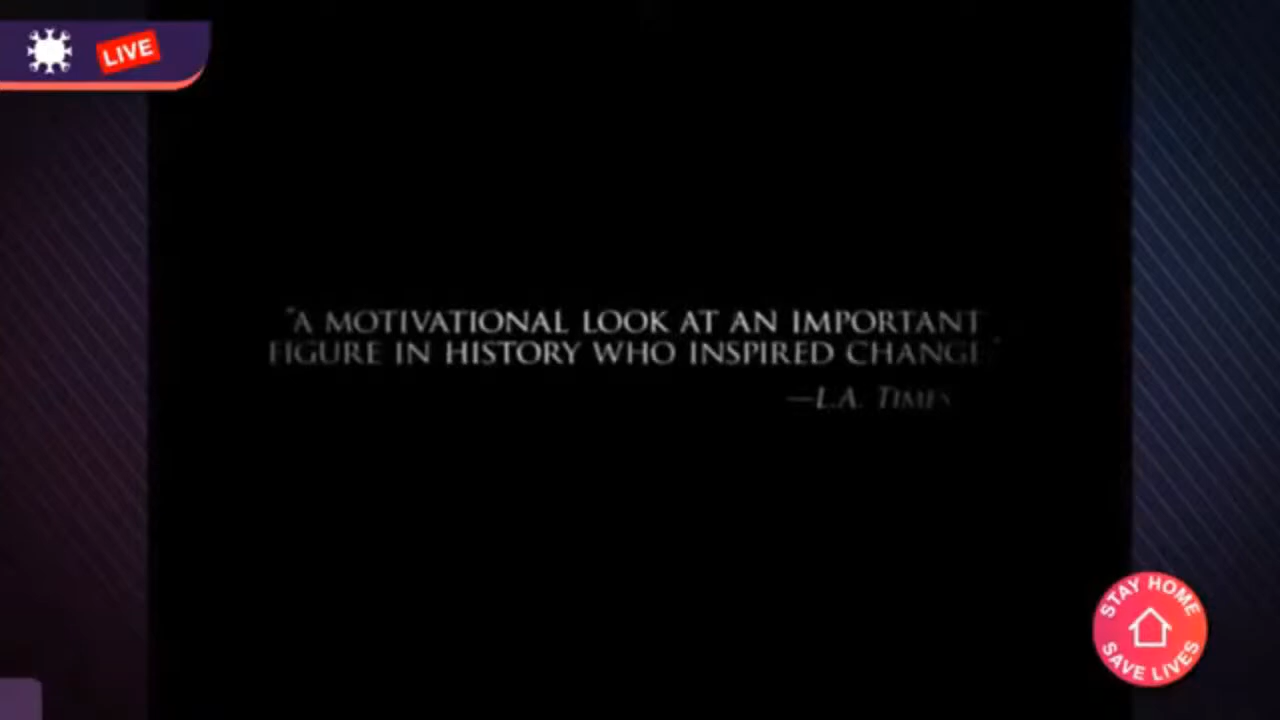 LIVE
"A MOTIVATIONAL LOOK AT AN IMPORTANT
FIGURE IN HISTORY WHO INSPIRED CHANGE."
—L.A. TIMES
STAY HOME
SAVE LIVES